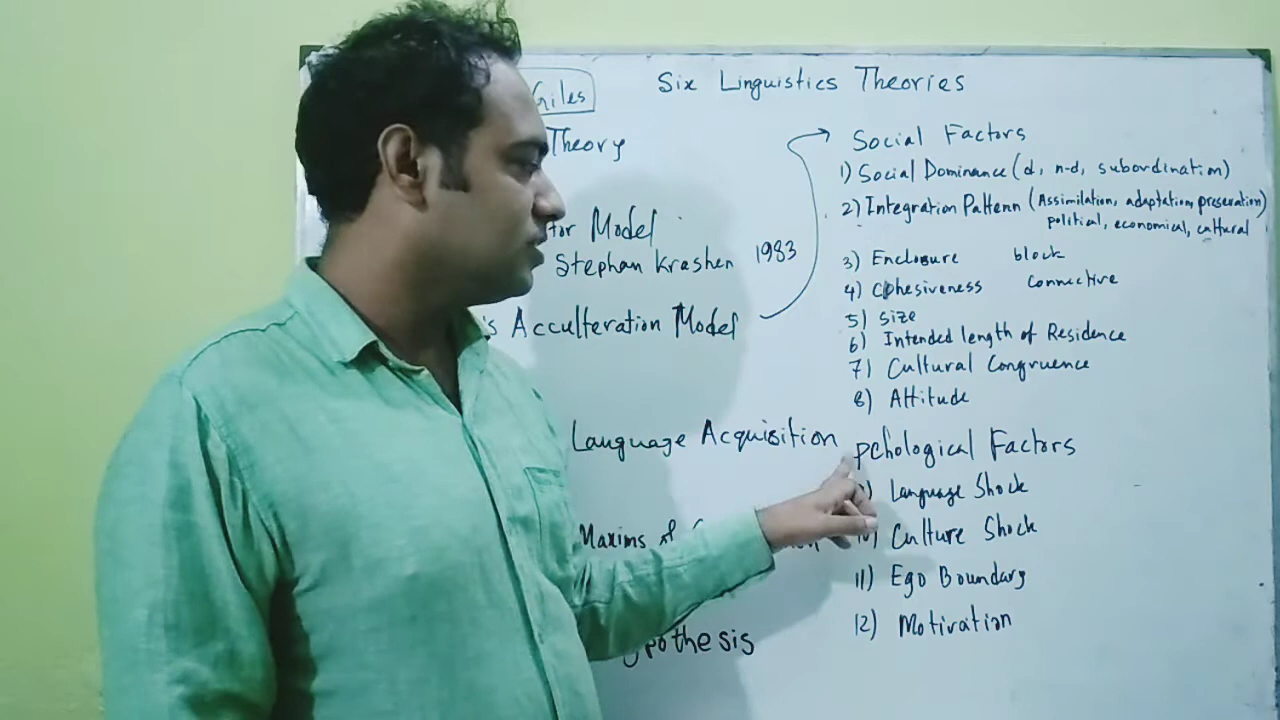 Six Linguistics Theories
Giles
Theory
tor Model
Stephan Krashen 1983
's Acculteration Model
Language Acquisition
Maxims of
ypothesis
Social Factors
1) Social Dominance (d, n-d, subordination)
2) Integration Pattern (Assimilation, adaptation, preservation)
political, economical, cultural
3) Enclosure block
4) Cohesiveness Connective
5) Size
6) Intended length of Residence
7) Cultural Congruence
8) Attitude
pchological Factors
Language Shock
10) Culture Shock
11) Ego Boundary
12) Motivation